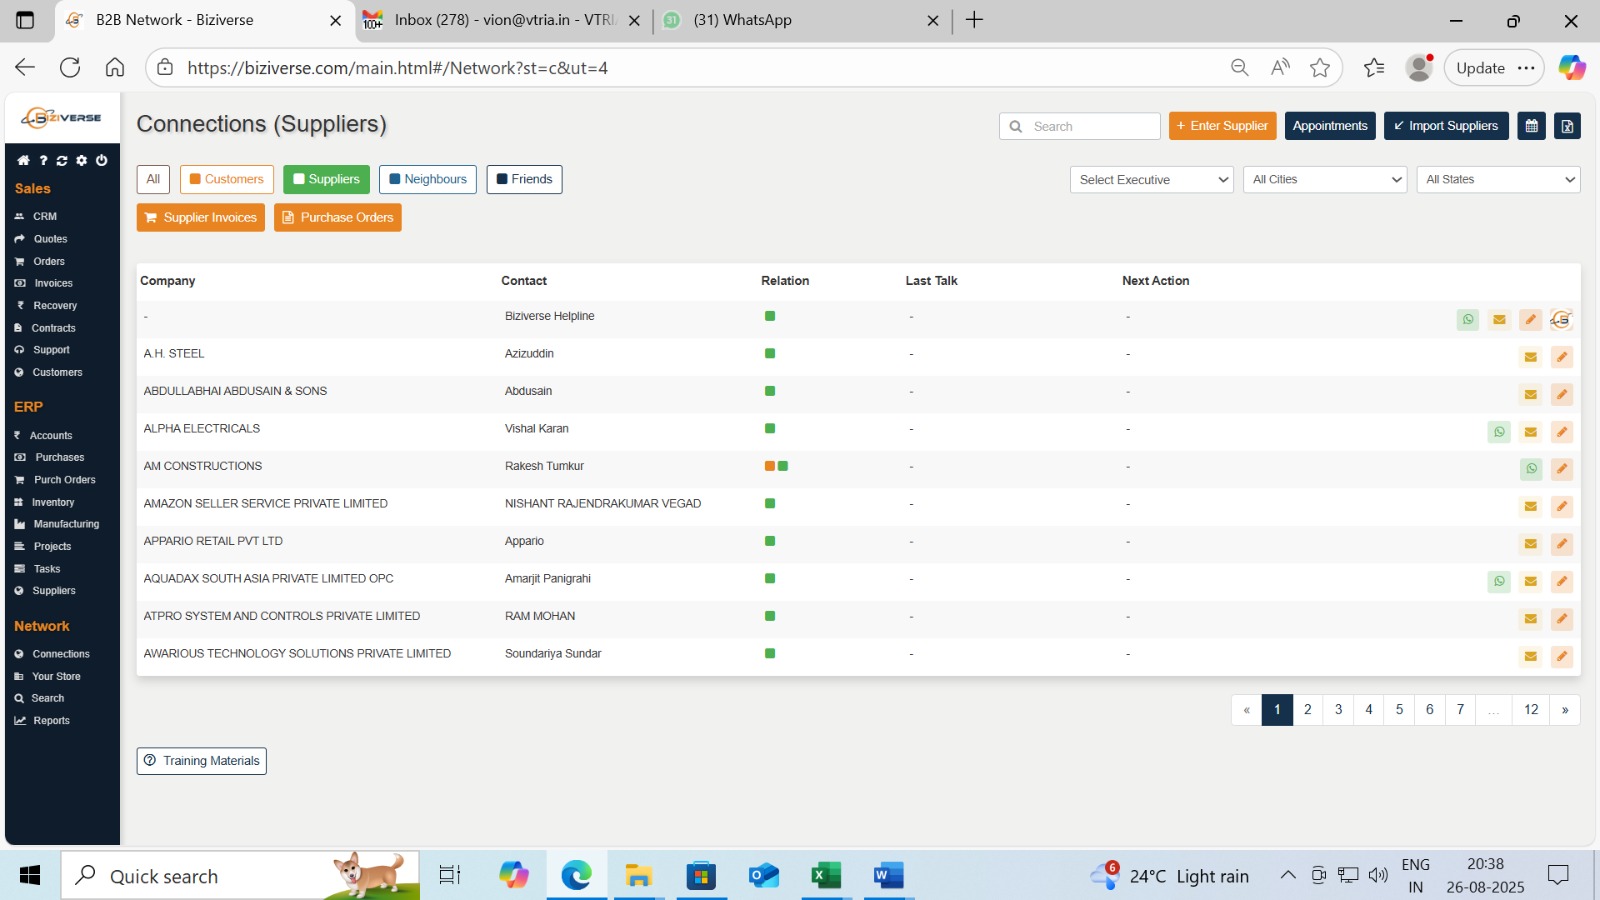 B2B Network - Biziverse
Inbox (278) - vion@vtria.in - VTRI
(31) WhatsApp
https://biziverse.com/main.html#/Network?st=c&ut=4
Update
BIZIVERSE
Connections (Suppliers)
Search
+ Enter Supplier
Appointments
Import Suppliers
All
Customers
Suppliers
Neighbours
Friends
Select Executive
All Cities
All States
Supplier Invoices
Purchase Orders
Sales
CRM
Quotes
Orders
Invoices
Recovery
Contracts
Support
Customers
ERP
Accounts
Purchases
Purch Orders
Inventory
Manufacturing
Projects
Tasks
Suppliers
Network
Connections
Your Store
Search
Reports
Company Contact Relation Last Talk Next Action
- Biziverse Helpline - -
A.H. STEEL Azizuddin - -
ABDULLABHAI ABDUSAIN & SONS Abdusain - -
ALPHA ELECTRICALS Vishal Karan - -
AM CONSTRUCTIONS Rakesh Tumkur - -
AMAZON SELLER SERVICE PRIVATE LIMITED NISHANT RAJENDRAKUMAR VEGAD - -
APPARIO RETAIL PVT LTD Appario - -
AQUADAX SOUTH ASIA PRIVATE LIMITED OPC Amarjit Panigrahi - -
ATPRO SYSTEM AND CONTROLS PRIVATE LIMITED RAM MOHAN - -
AWARIOUS TECHNOLOGY SOLUTIONS PRIVATE LIMITED Soundariya Sundar - -
« 1 2 3 4 5 6 7 ... 12 »
Training Materials
Quick search
6
24°C Light rain
ENG
IN
20:38
26-08-2025